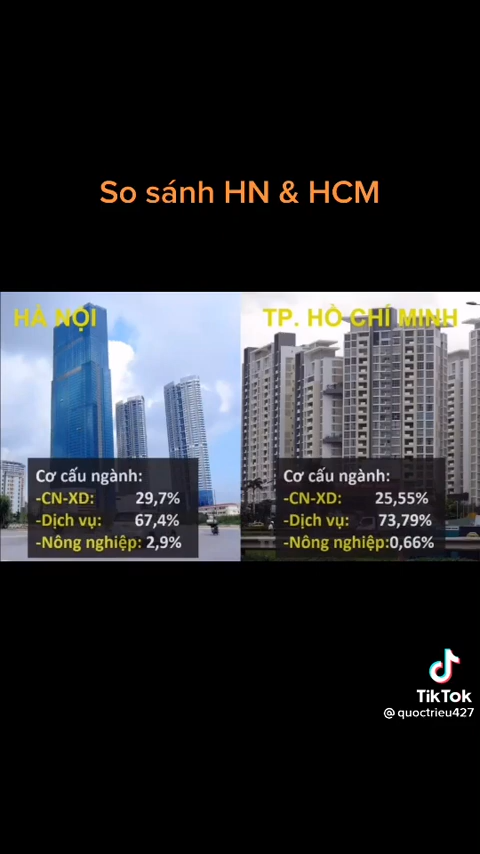 So sánh HN & HCM
HÀ NỘI
Cơ cấu ngành:
-CN-XD: 29,7%
-Dịch vụ: 67,4%
-Nông nghiệp: 2,9%
TP. HỒ CHÍ MINH
Cơ cấu ngành:
-CN-XD: 25,55%
-Dịch vụ: 73,79%
-Nông nghiệp:0,66%
TikTok
@quoctrieu427